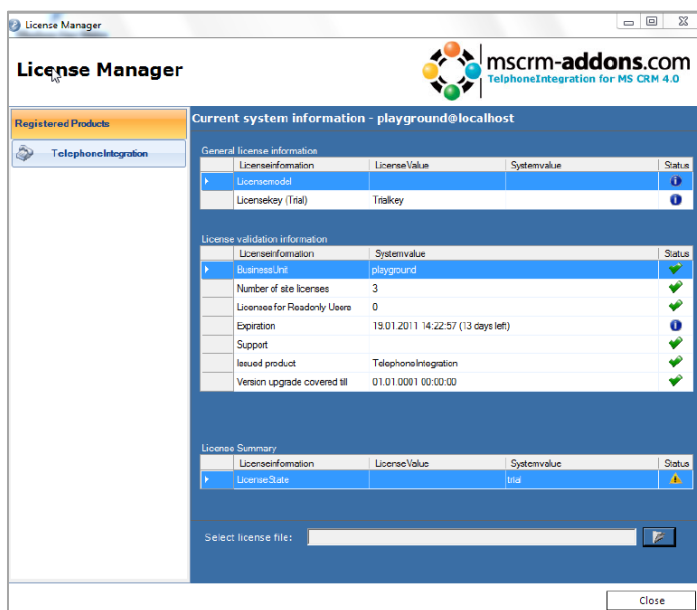 License Manager
License Manager
mscrm-addons.com
TelphoneIntegration for MS CRM 4.0
Registered Products
TelephoneIntegration
Current system information - playground@localhost
General license information
Licenseinformation LicenseValue Systemvalue Status
Licensemodel
Licensekey (Trial) Trialkey
License validation information
Licenseinformation Systemvalue Status
BusinessUnit playground
Number of site licenses 3
Licenses for Readonly Users 0
Expiration 19.01.2011 14:22:57 (13 days left)
Support
Issued product TelephoneIntegration
Version upgrade covered till 01.01.0001 00:00:00
License Summary
Licenseinformation LicenseValue Systemvalue Status
LicenseState trial
Select license file:
Close